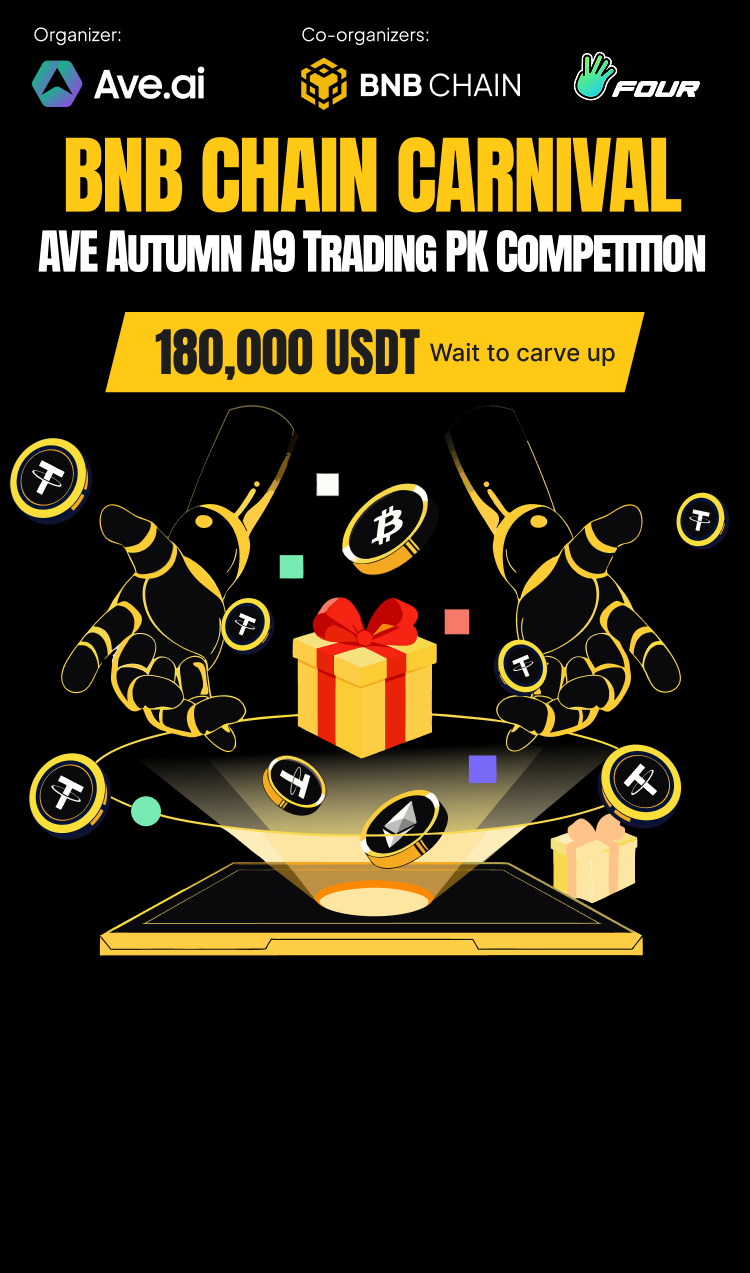 Organizer:
Co-organizers:
Ave.ai
BNB CHAIN
FOUR
BNB CHAIN CARNIVAL
AVE AUTUMN A9 TRADING PK COMPETITION
180,000 USDT Wait to carve up